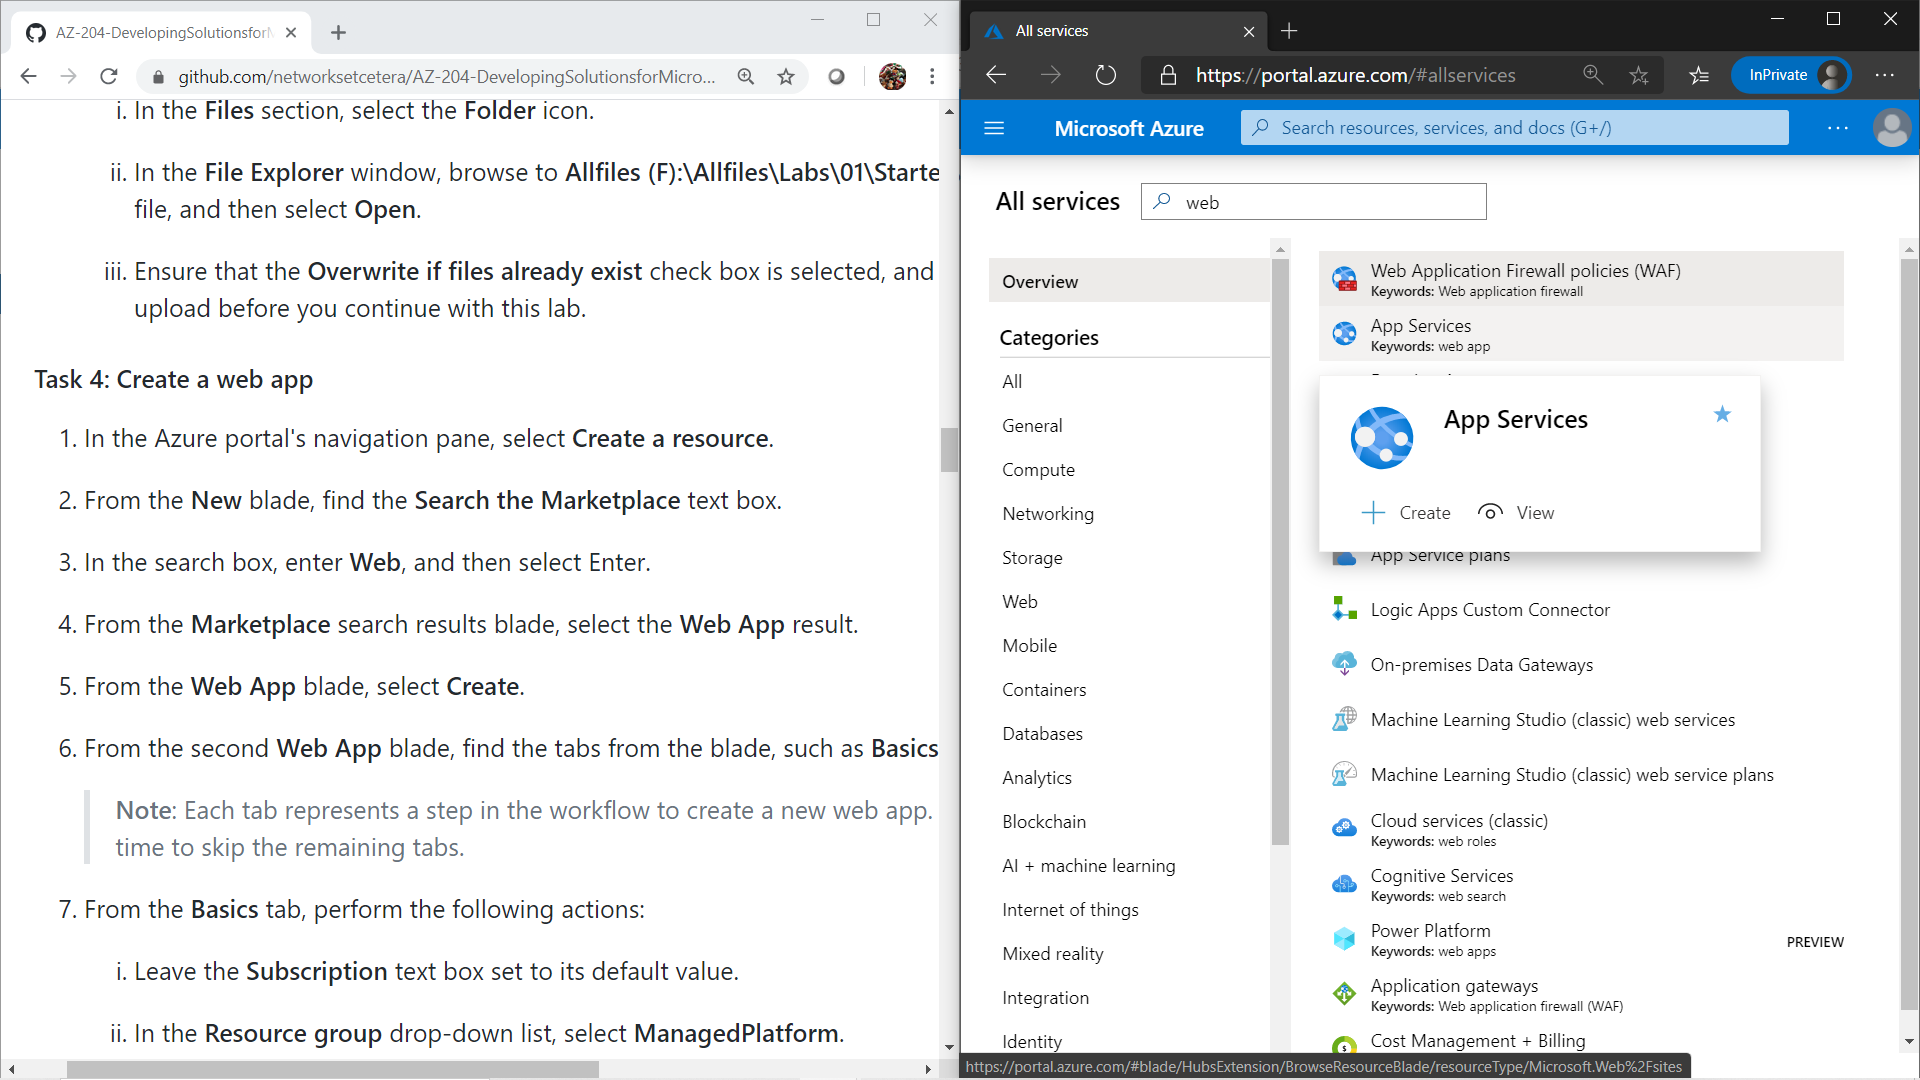 AZ-204-DevelopingSolutionsforM
github.com/networksetcetera/AZ-204-DevelopingSolutionsforMicro...
i. In the Files section, select the Folder icon.
ii. In the File Explorer window, browse to Allfiles (F):\Allfiles\Labs\01\Starte
file, and then select Open.
iii. Ensure that the Overwrite if files already exist check box is selected, and
upload before you continue with this lab.
Task 4: Create a web app
1. In the Azure portal's navigation pane, select Create a resource.
2. From the New blade, find the Search the Marketplace text box.
3. In the search box, enter Web, and then select Enter.
4. From the Marketplace search results blade, select the Web App result.
5. From the Web App blade, select Create.
6. From the second Web App blade, find the tabs from the blade, such as Basics
Note: Each tab represents a step in the workflow to create a new web app.
time to skip the remaining tabs.
7. From the Basics tab, perform the following actions:
i. Leave the Subscription text box set to its default value.
ii. In the Resource group drop-down list, select ManagedPlatform.
All services
https://portal.azure.com/#allservices
InPrivate
Microsoft Azure
Search resources, services, and docs (G+/)
All services
web
Overview
Categories
All
General
Compute
Networking
Storage
Web
Mobile
Containers
Databases
Analytics
Blockchain
AI + machine learning
Internet of things
Mixed reality
Integration
Identity
Web Application Firewall policies (WAF)
Keywords: Web application firewall
App Services
Keywords: web app
App Services
Create
View
App Service plans
Logic Apps Custom Connector
On-premises Data Gateways
Machine Learning Studio (classic) web services
Machine Learning Studio (classic) web service plans
Cloud services (classic)
Keywords: web roles
Cognitive Services
Keywords: web search
Power Platform
Keywords: web apps
PREVIEW
Application gateways
Keywords: Web application firewall (WAF)
Cost Management + Billing
https://portal.azure.com/#blade/HubsExtension/BrowseResourceBlade/resourceType/Microsoft.Web%2Fsites